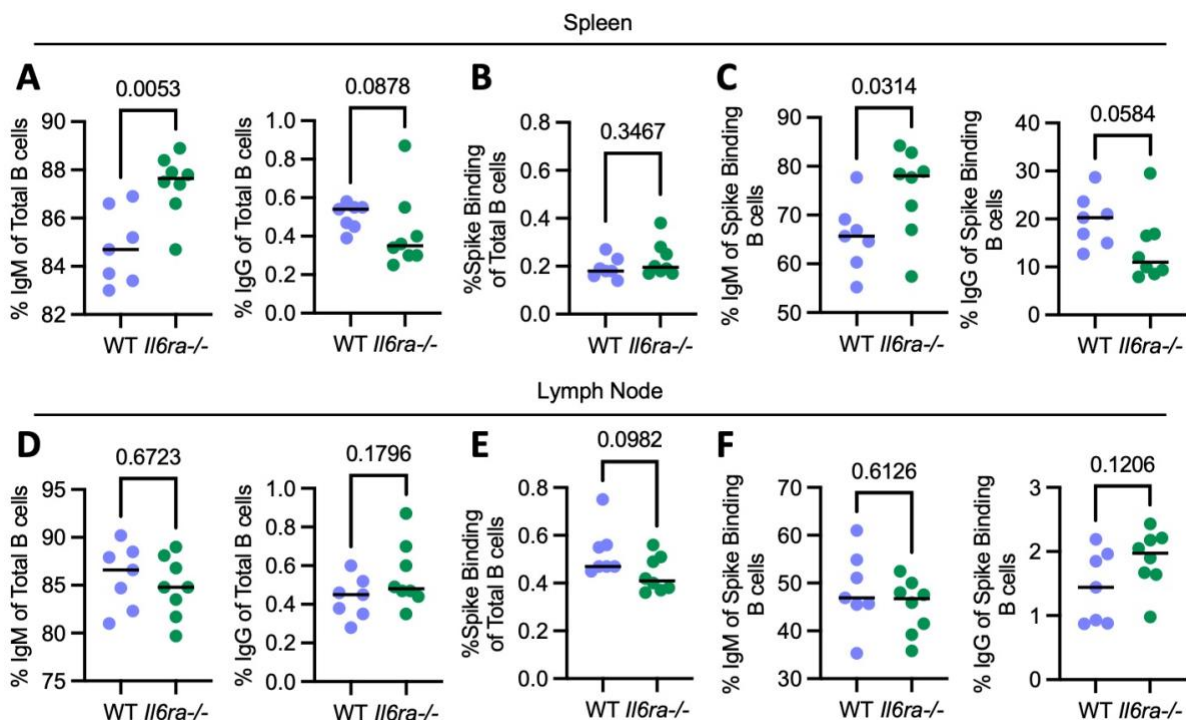 Spleen
A
0.0053
% IgM of Total B cells
90
88
86
84
82
WT Il6ra-/-
0.0878
% IgG of Total B cells
1.0
0.8
0.6
0.4
0.2
0.0
WT Il6ra-/-
B
0.3467
%Spike Binding
of Total B cells
0.8
0.6
0.4
0.2
0.0
WT Il6ra-/-
C
0.0314
% IgM of Spike Binding
B cells
90
80
70
60
50
WT Il6ra-/-
0.0584
% IgG of Spike Binding
B cells
40
30
20
10
0
WT Il6ra-/-
Lymph Node
D
0.6723
% IgM of Total B cells
95
90
85
80
75
WT Il6ra-/-
0.1796
% IgG of Total B cells
1.0
0.8
0.6
0.4
0.2
0.0
WT Il6ra-/-
E
0.0982
%Spike Binding
of Total B cells
0.8
0.6
0.4
0.2
0.0
WT Il6ra-/-
F
0.6126
% IgM of Spike Binding
B cells
70
60
50
40
30
WT Il6ra-/-
0.1206
% IgG of Spike Binding
B cells
3
2
1
0
WT Il6ra-/-